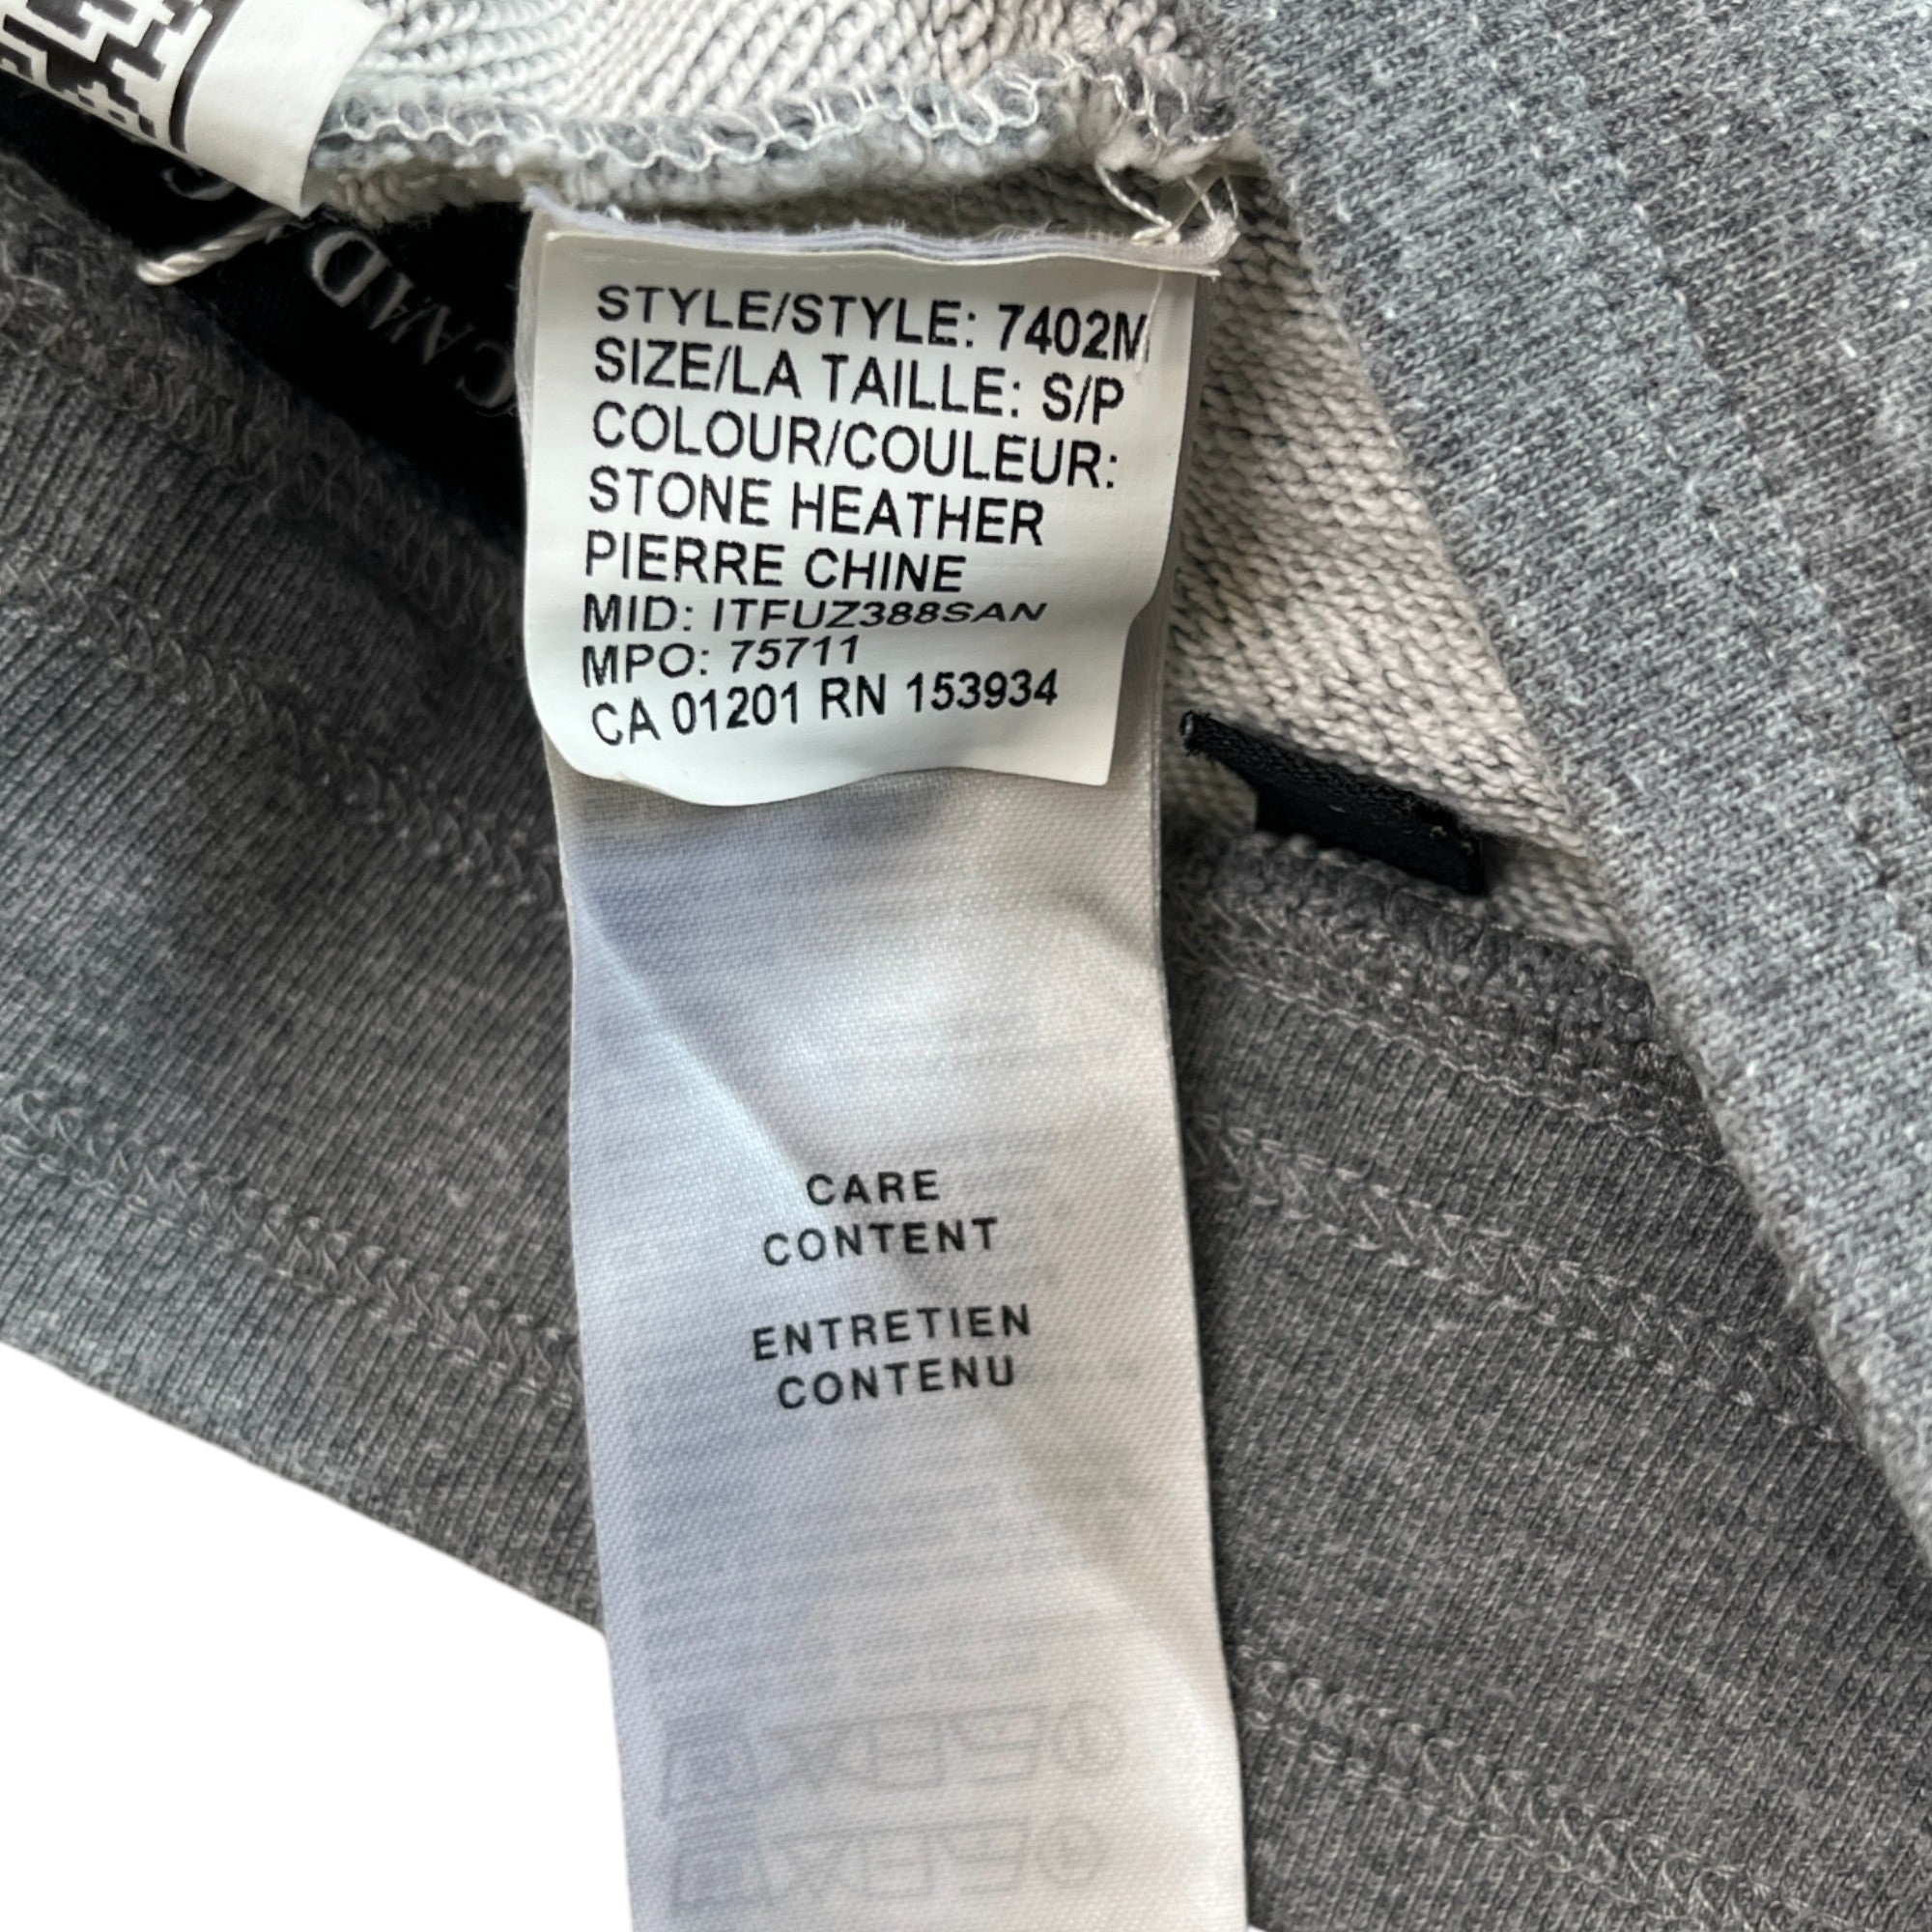 STYLE/STYLE: 7402M
SIZE/LA TAILLE: S/P
COLOUR/COULEUR:
STONE HEATHER
PIERRE CHINE
MID: ITFUZ388SAN
MPO: 75711
CA 01201 RN 153934
CARE
CONTENT
ENTRETIEN
CONTENU